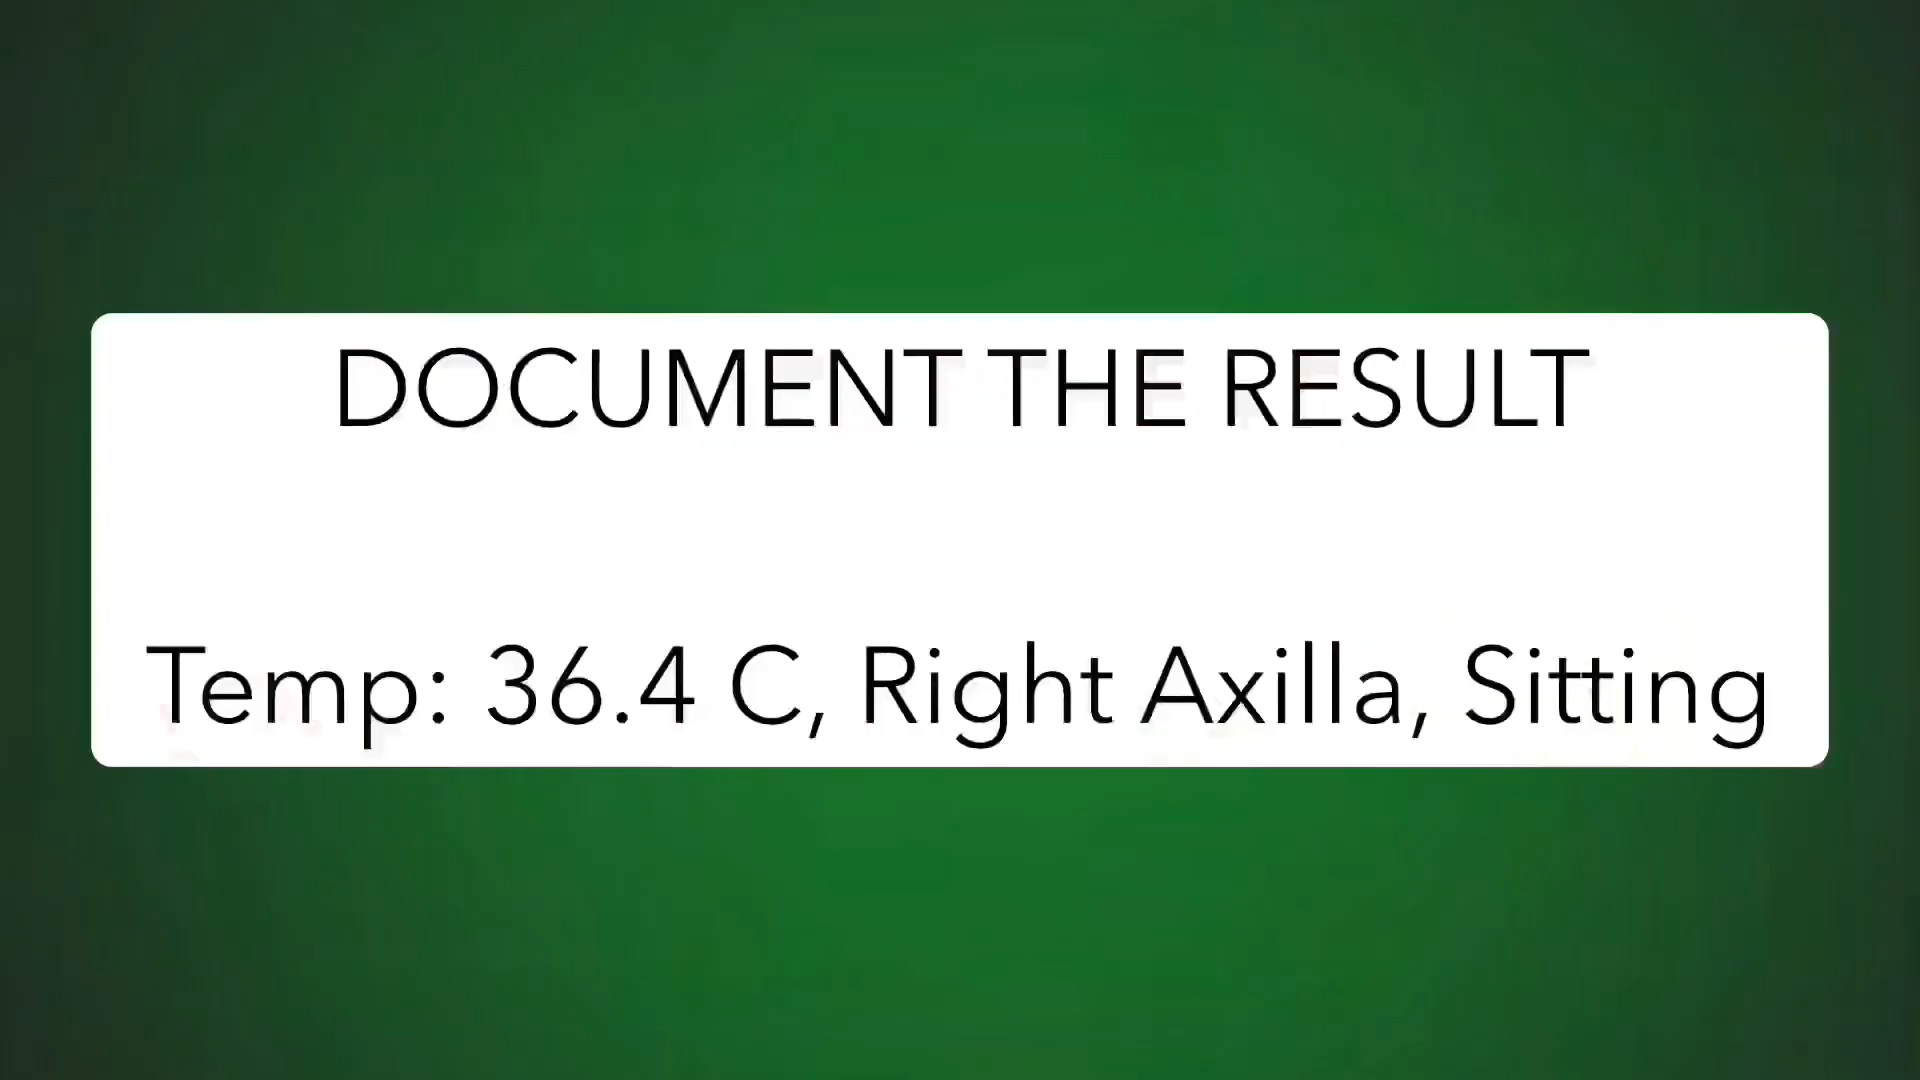 DOCUMENT THE RESULT
Temp: 36.4 C, Right Axilla, Sitting